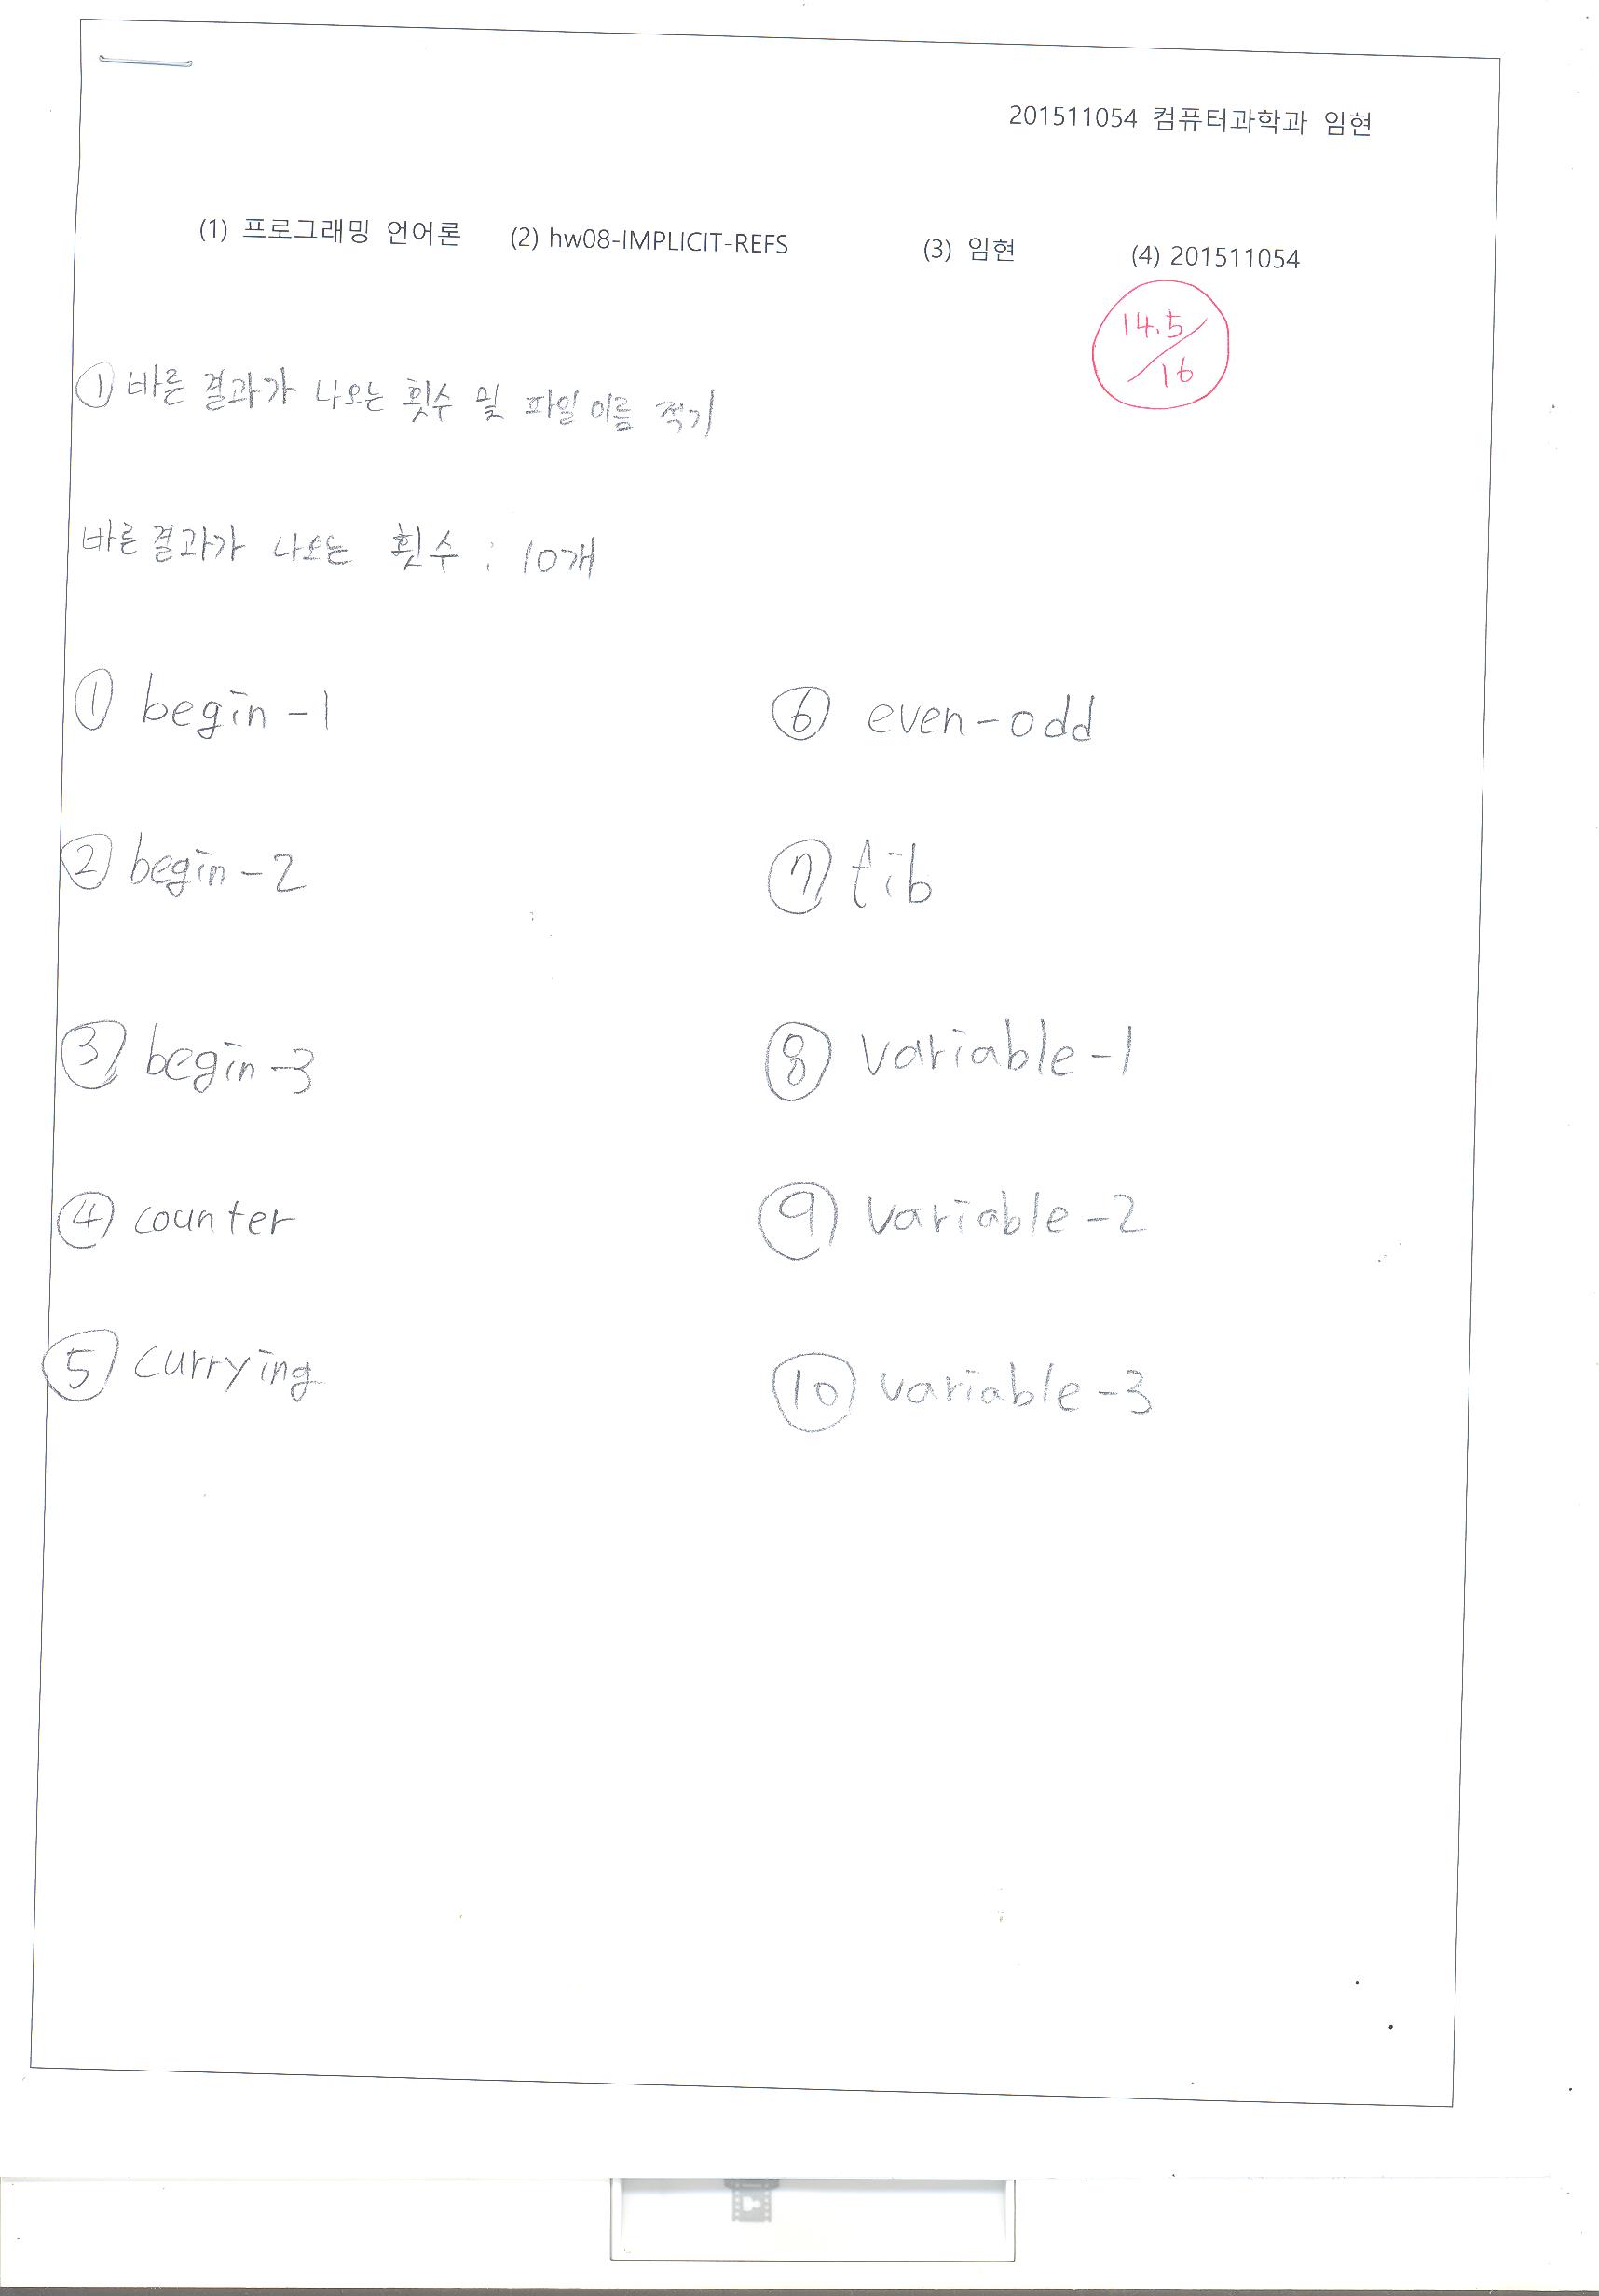 201511054 컴퓨터과학과 임현
(1) 프로그래밍 언어론 (2) hw08-IMPLICIT-REFS (3) 임현 (4) 201511054
14.5/16
① 바른 결과가 나오는 횟수 및 파일 이름 적기
바른 결과가 나오는 횟수 : 10개
① begin-1
② begin-2
③ begin-3
④ counter
⑤ currying
⑥ even-odd
⑦ tib
⑧ variable-1
⑨ variable-2
⑩ variable-3